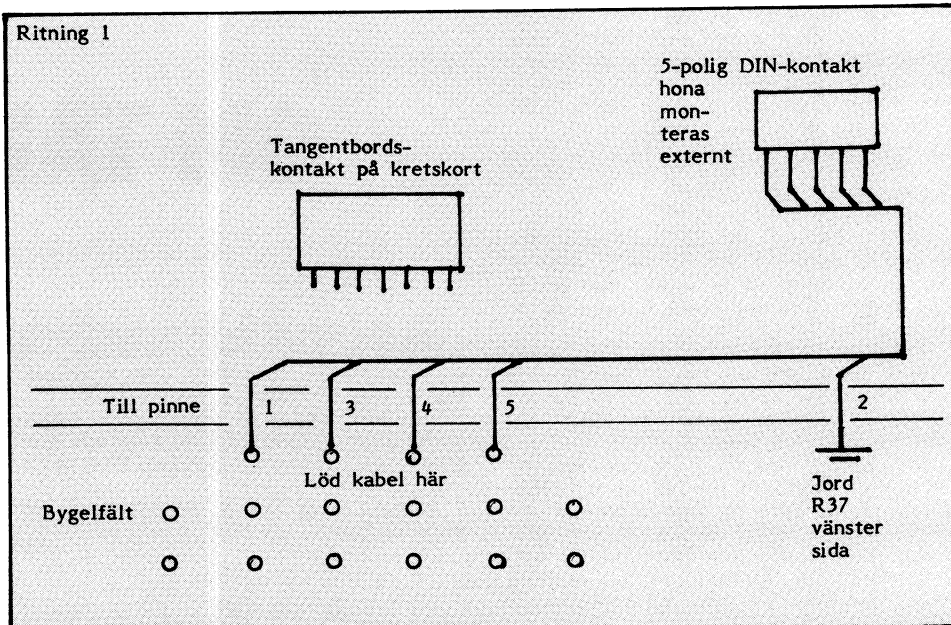 Ritning 1
5-polig DIN-kontakt
hona
mon-
teras
externt
Tangentbords-
kontakt på kretskort
Till pinne 1 3 4 5 2
Löd kabel här
Bygelfält
Jord
R37
vänster
sida